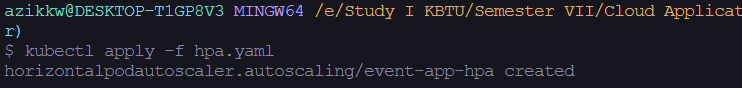 azikkw@DESKTOP-T1GP8V3 MINGW64 /e/Study I KBTU/Semester VII/Cloud Applicat
r)
$ kubectl apply -f hpa.yaml
horizontalpodautoscaler.autoscaling/event-app-hpa created